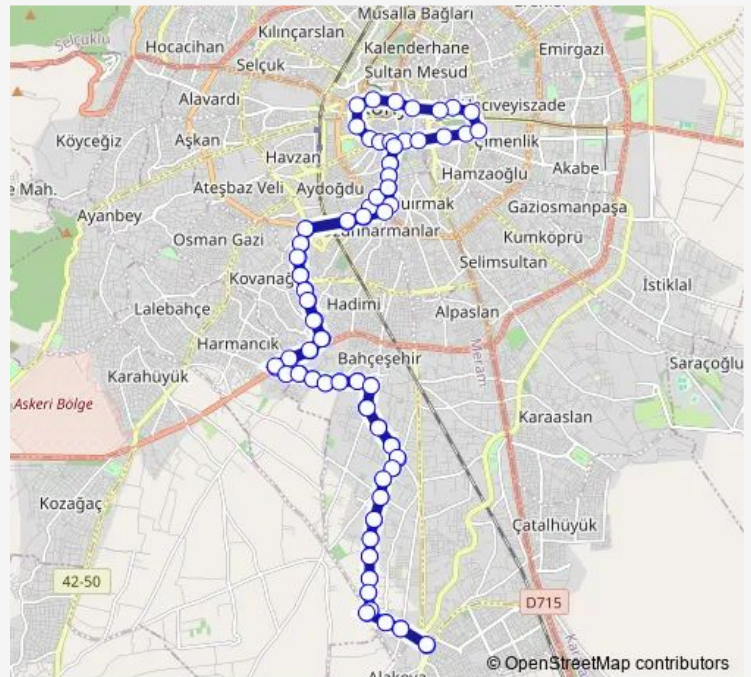 Musalla Bağları
Kılınçarslan
Selçuklu
Hocacihan
Kalenderhane
Emirgazi
Selçuk
Sultan Mesud
Alavardı
Köyceğiz
Aşkan
Çimenlik
Havzan
Hamzaoğlu
Akabe
e Mah.
Ateşbaz Veli
Aydoğdu
Gaziosmanpaşa
Ayanbey
Osman Gazi
Kumköprü
Selimsultan
İstiklal
Lalebahçe
Hadimi
Alpaslan
Harmancık
Meram
Bahçeşehir
Saraçoğlu
Karahüyük
Askeri Bölge
Karaaslan
Kozağaç
Çatalhüyük
42-50
D715
© OpenStreetMap contributors